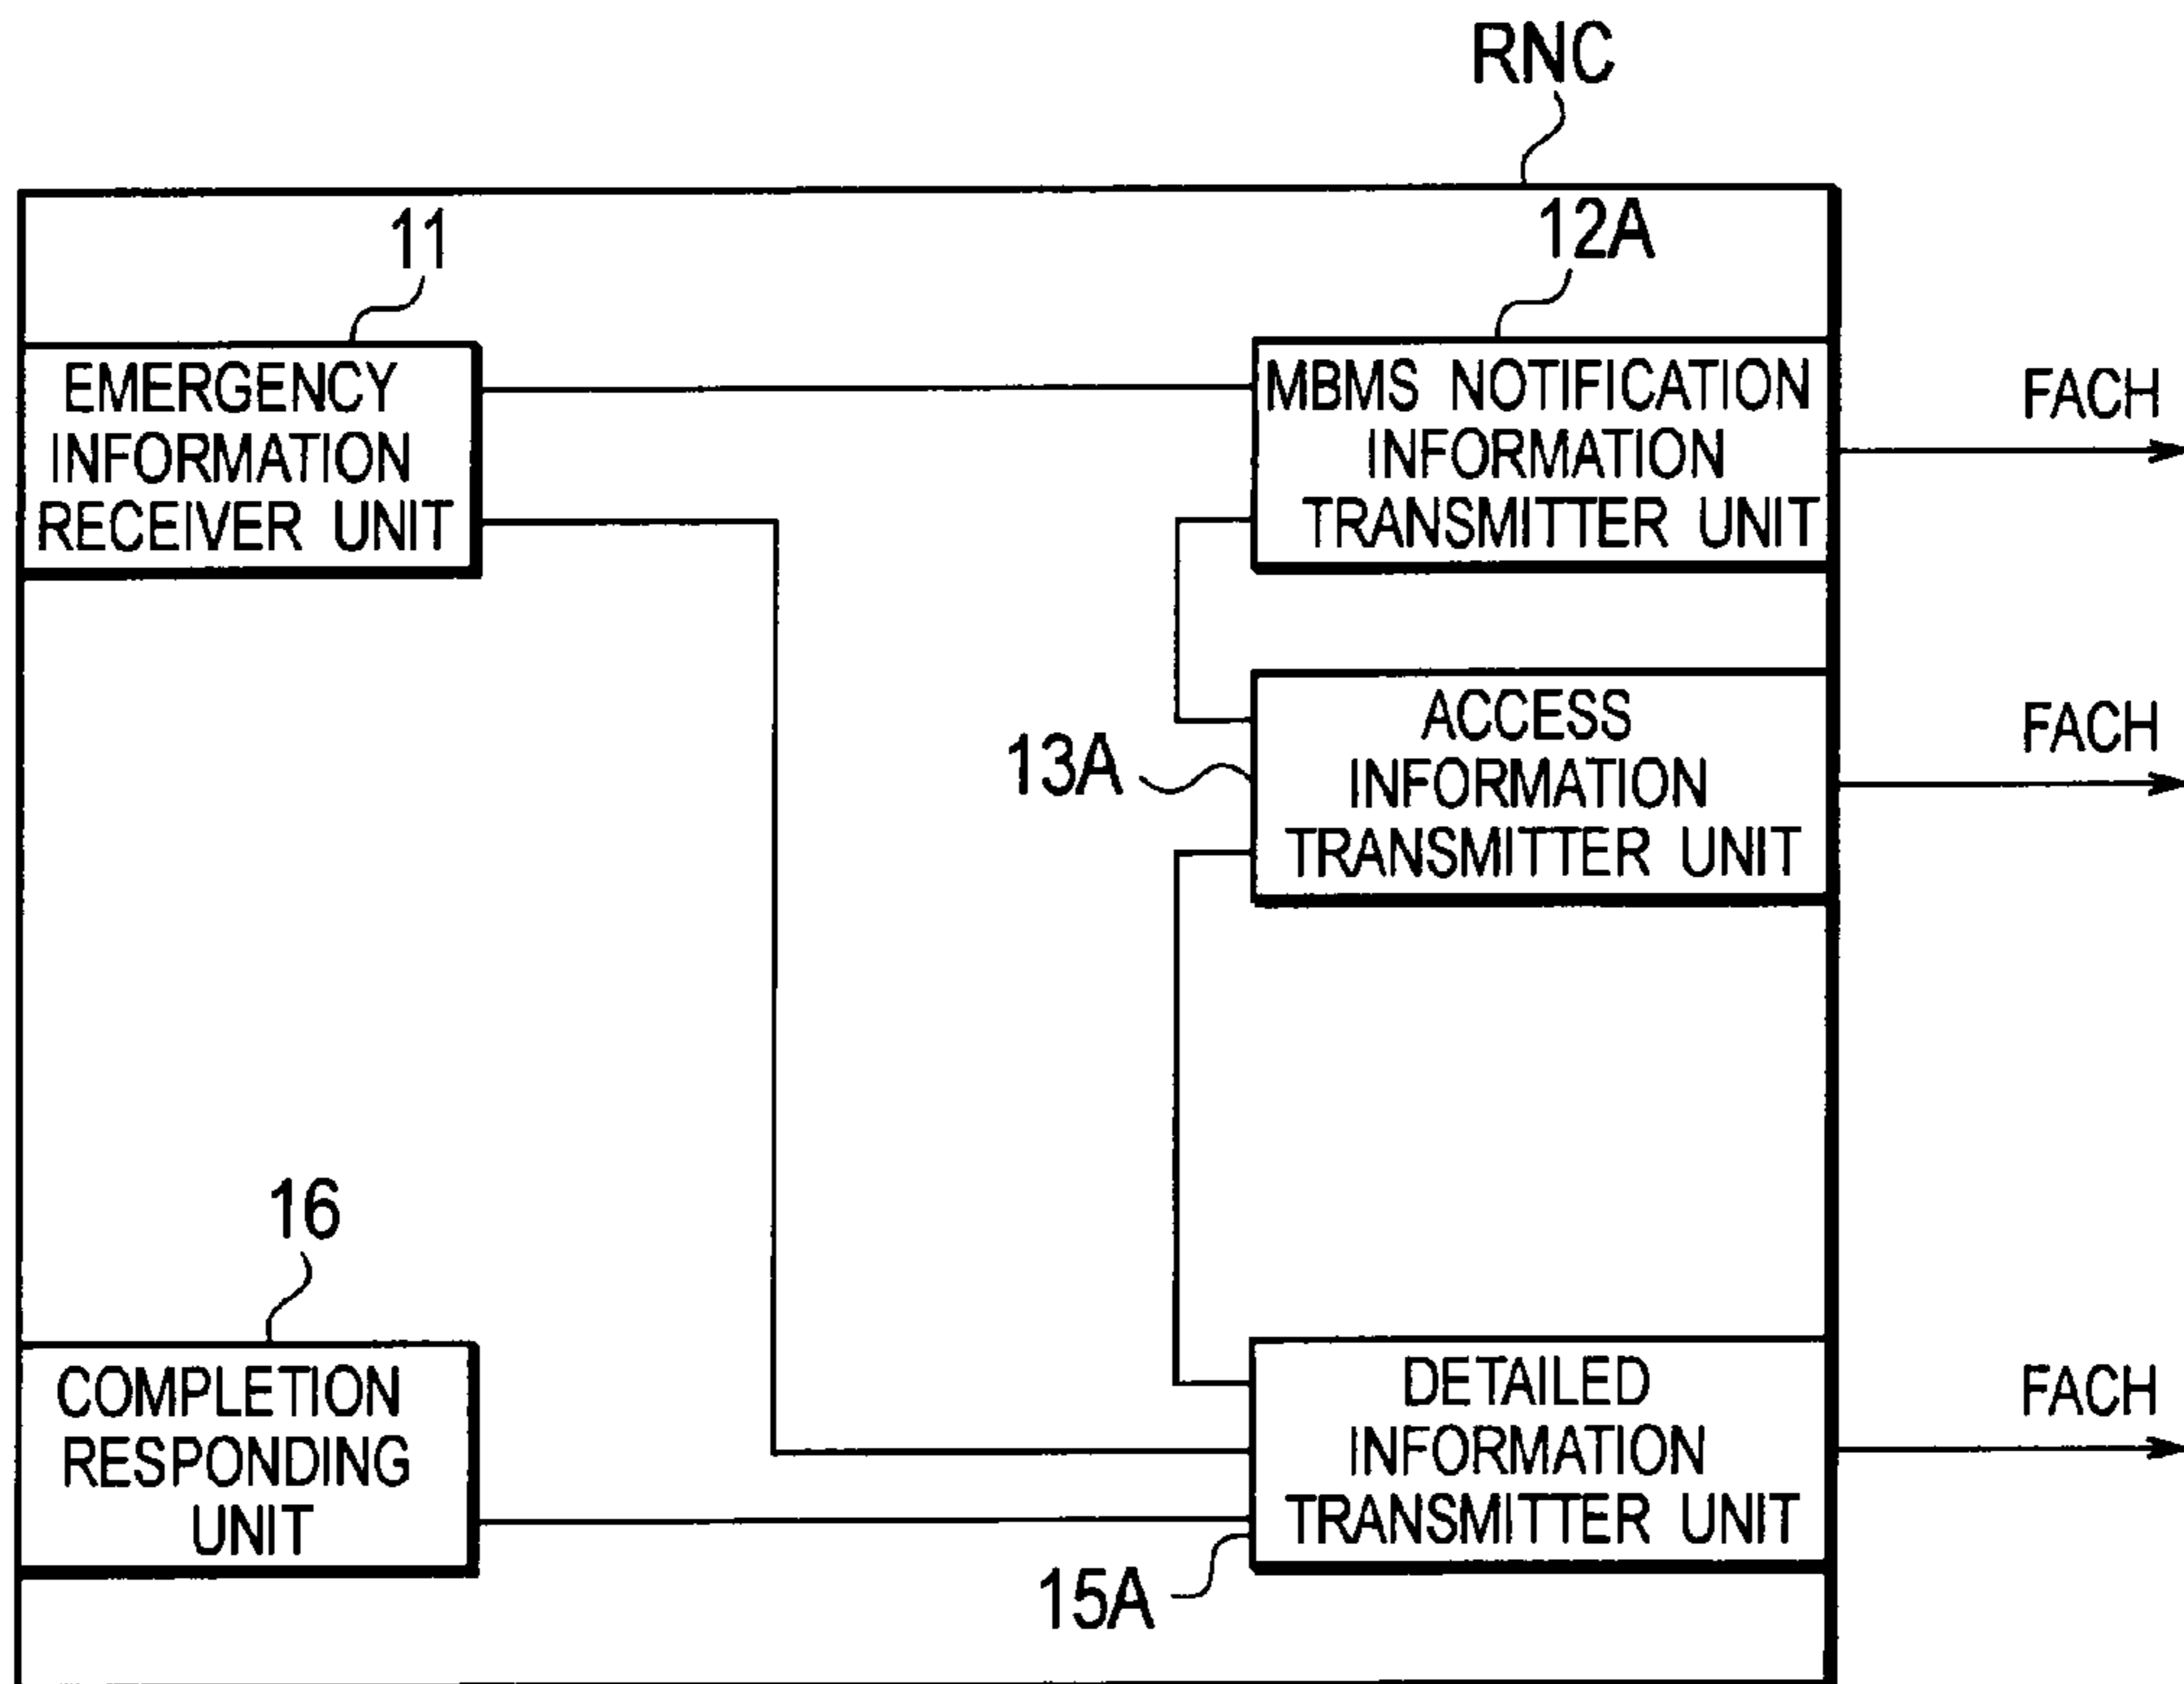 RNC
11
12A
EMERGENCY
INFORMATION
RECEIVER UNIT
MBMS NOTIFICATION
INFORMATION
TRANSMITTER UNIT
FACH
13A
ACCESS
INFORMATION
TRANSMITTER UNIT
FACH
16
COMPLETION
RESPONDING
UNIT
DETAILED
INFORMATION
TRANSMITTER UNIT
FACH
15A